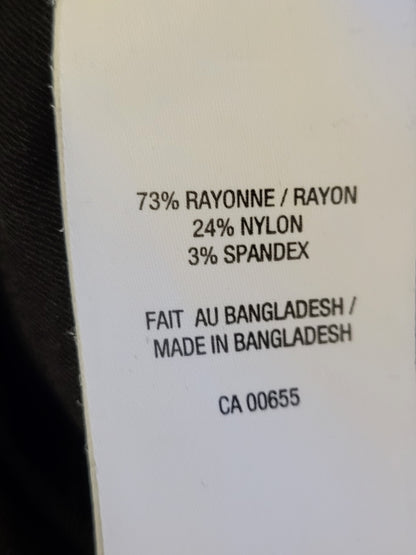 73% RAYONNE / RAYON
24% NYLON
3% SPANDEX
FAIT AU BANGLADESH /
MADE IN BANGLADESH
CA 00655